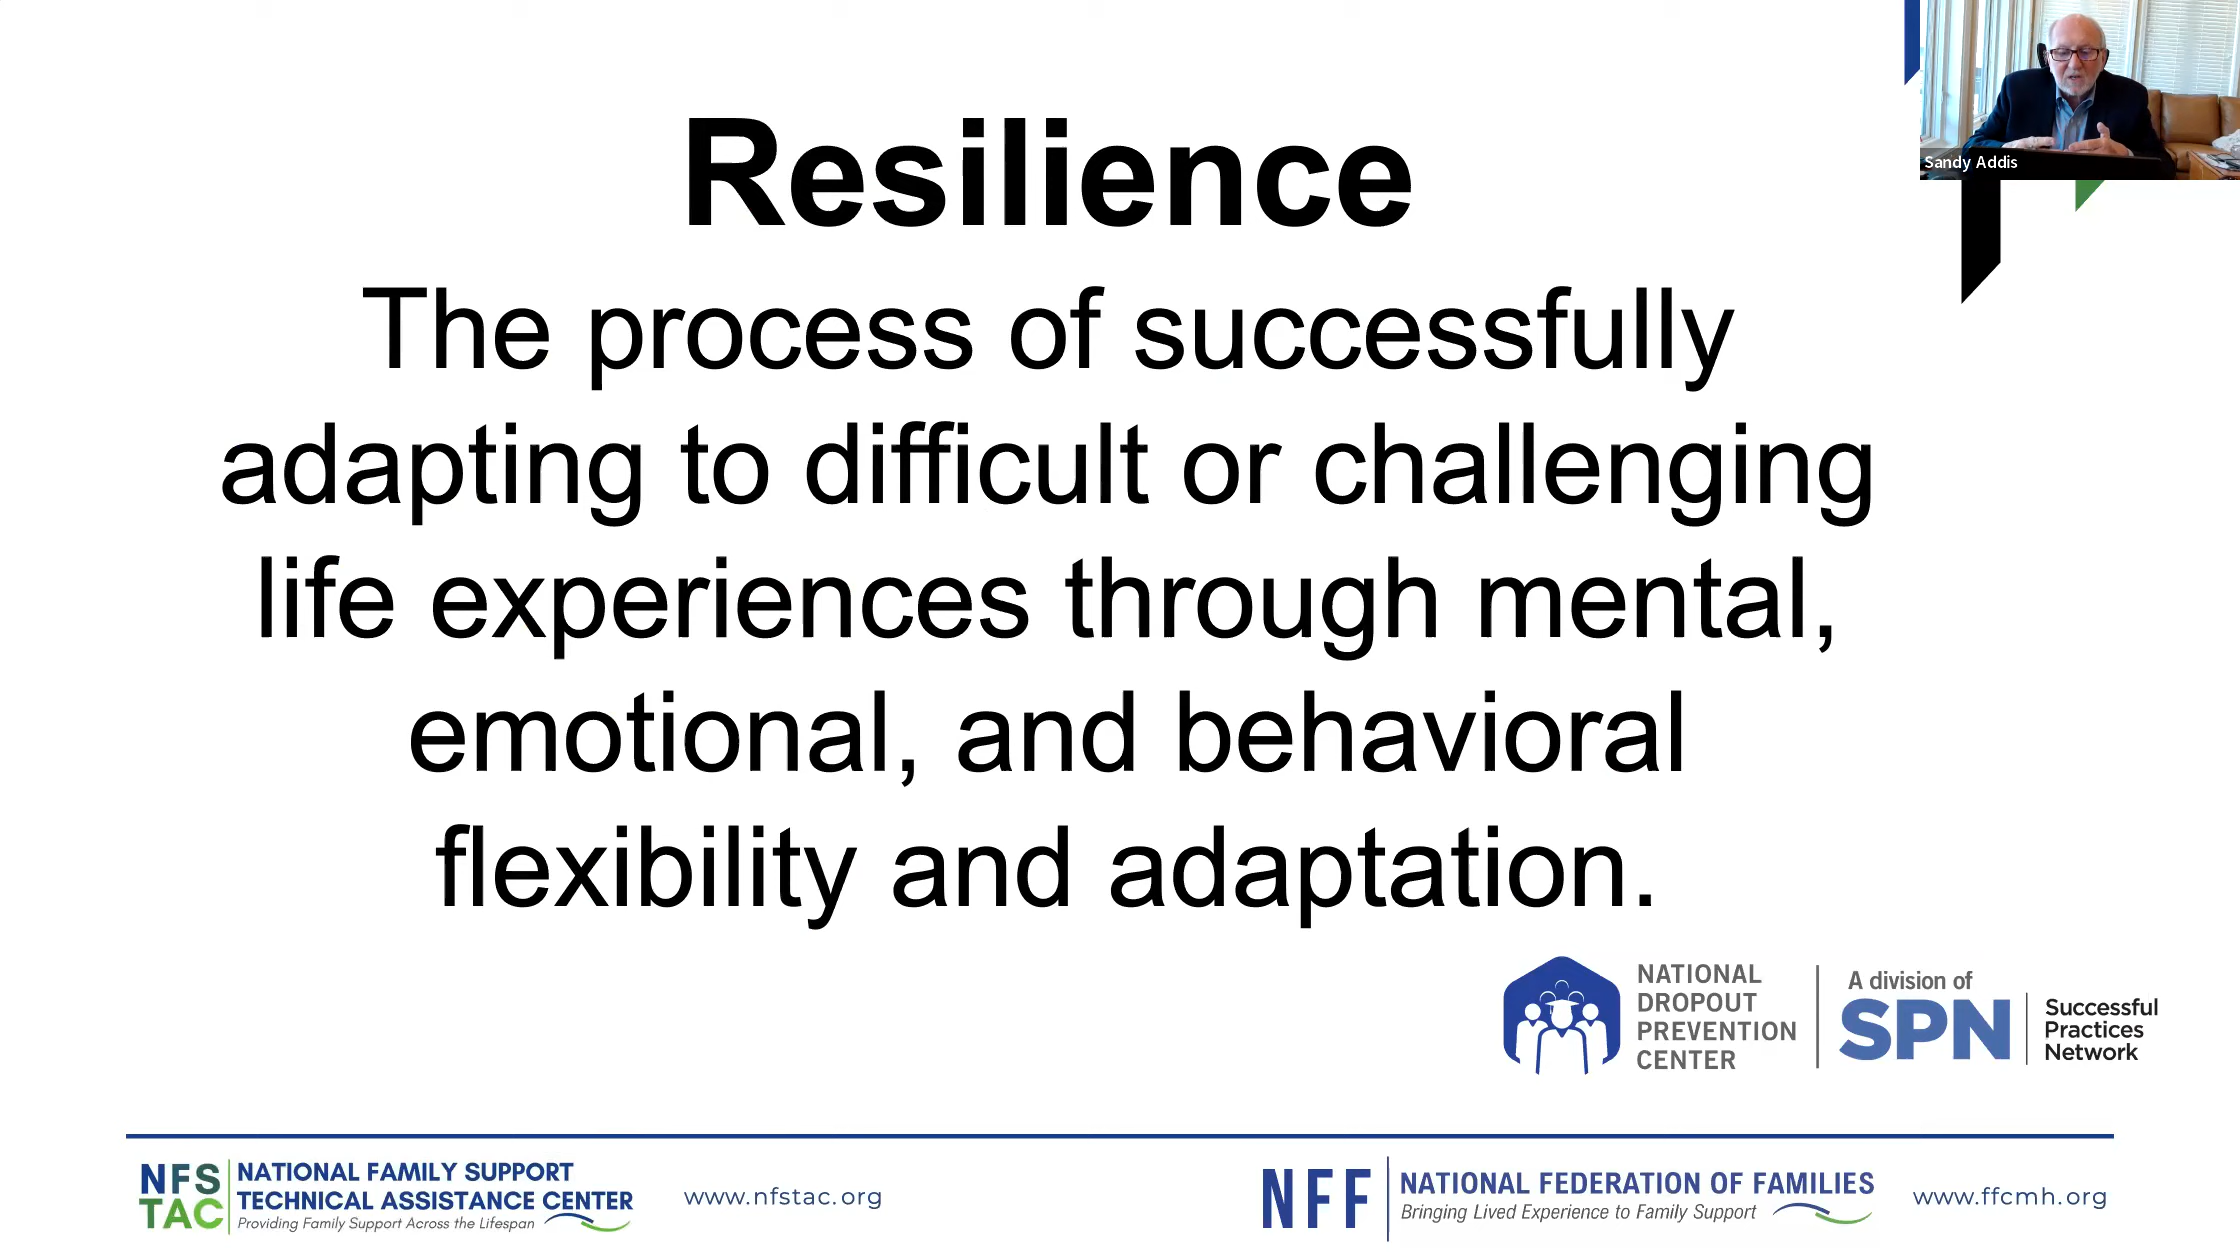 Resilience
The process of successfully
adapting to difficult or challenging
life experiences through mental,
emotional, and behavioral
flexibility and adaptation.
Sandy Addis
NATIONAL
DROPOUT
PREVENTION
CENTER
A division of
SPN
Successful
Practices
Network
NFS
TAC
NATIONAL FAMILY SUPPORT
TECHNICAL ASSISTANCE CENTER
Providing Family Support Across the Lifespan
www.nfstac.org
NFF
NATIONAL FEDERATION OF FAMILIES
Bringing Lived Experience to Family Support
www.ffcmh.org